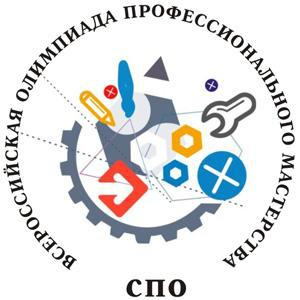 ВСЕРОССИЙСКАЯ ОЛИМПИАДА ПРОФЕССИОНАЛЬНОГО МАСТЕРСТВА
СПО